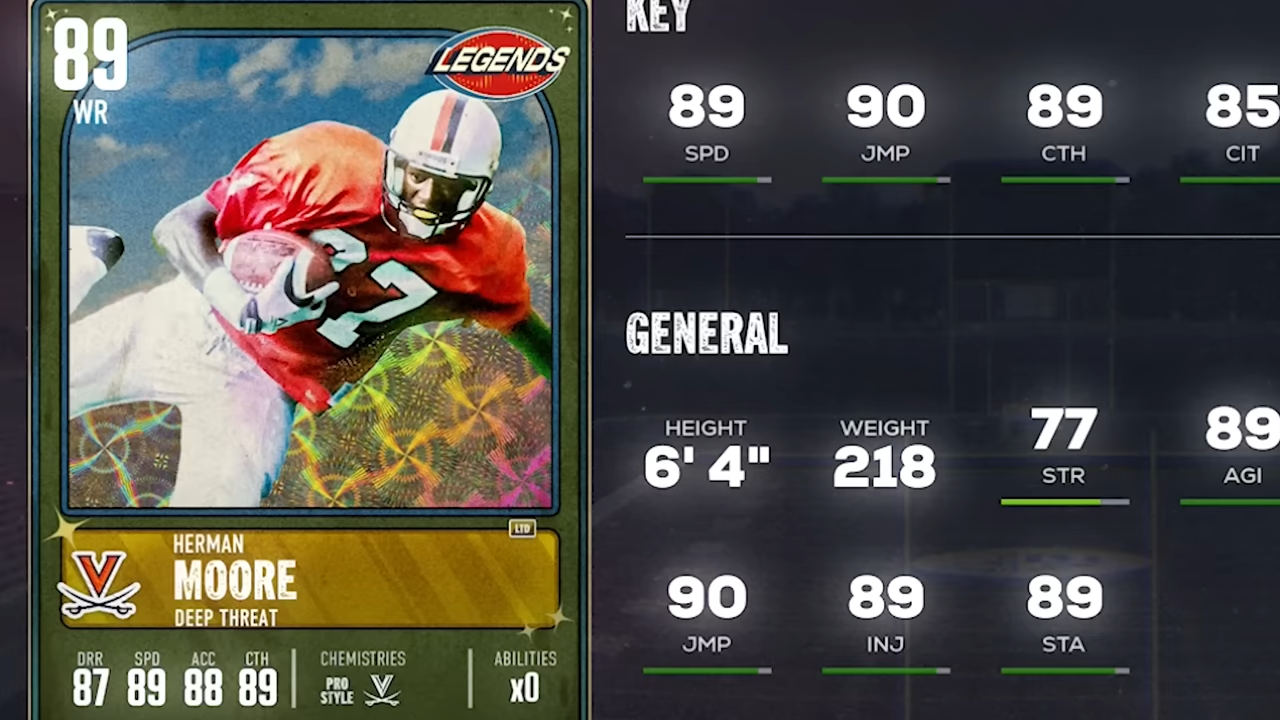 89
WR
LEGENDS
87
LTD
HERMAN
MOORE
DEEP THREAT
DRR SPD ACC CTH
87 89 88 89
CHEMISTRIES
PRO
STYLE
ABILITIES
x0
KEY
89 90 89 85
SPD JMP CTH CIT
GENERAL
HEIGHT WEIGHT 77 89
6' 4" 218 STR AGI
90 89 89
JMP INJ STA